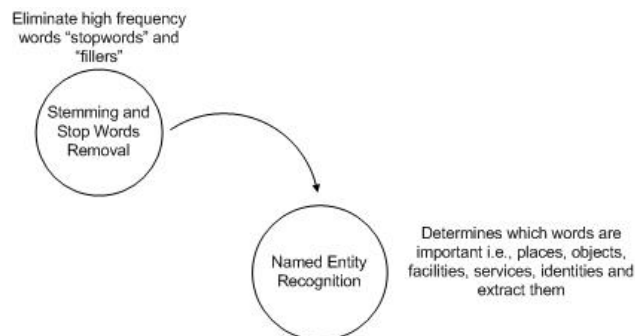 Eliminate high frequency
words “stopwords” and
“fillers”
Stemming and
Stop Words
Removal
Named Entity
Recognition
Determines which words are
important i.e., places, objects,
facilities, services, identities and
extract them